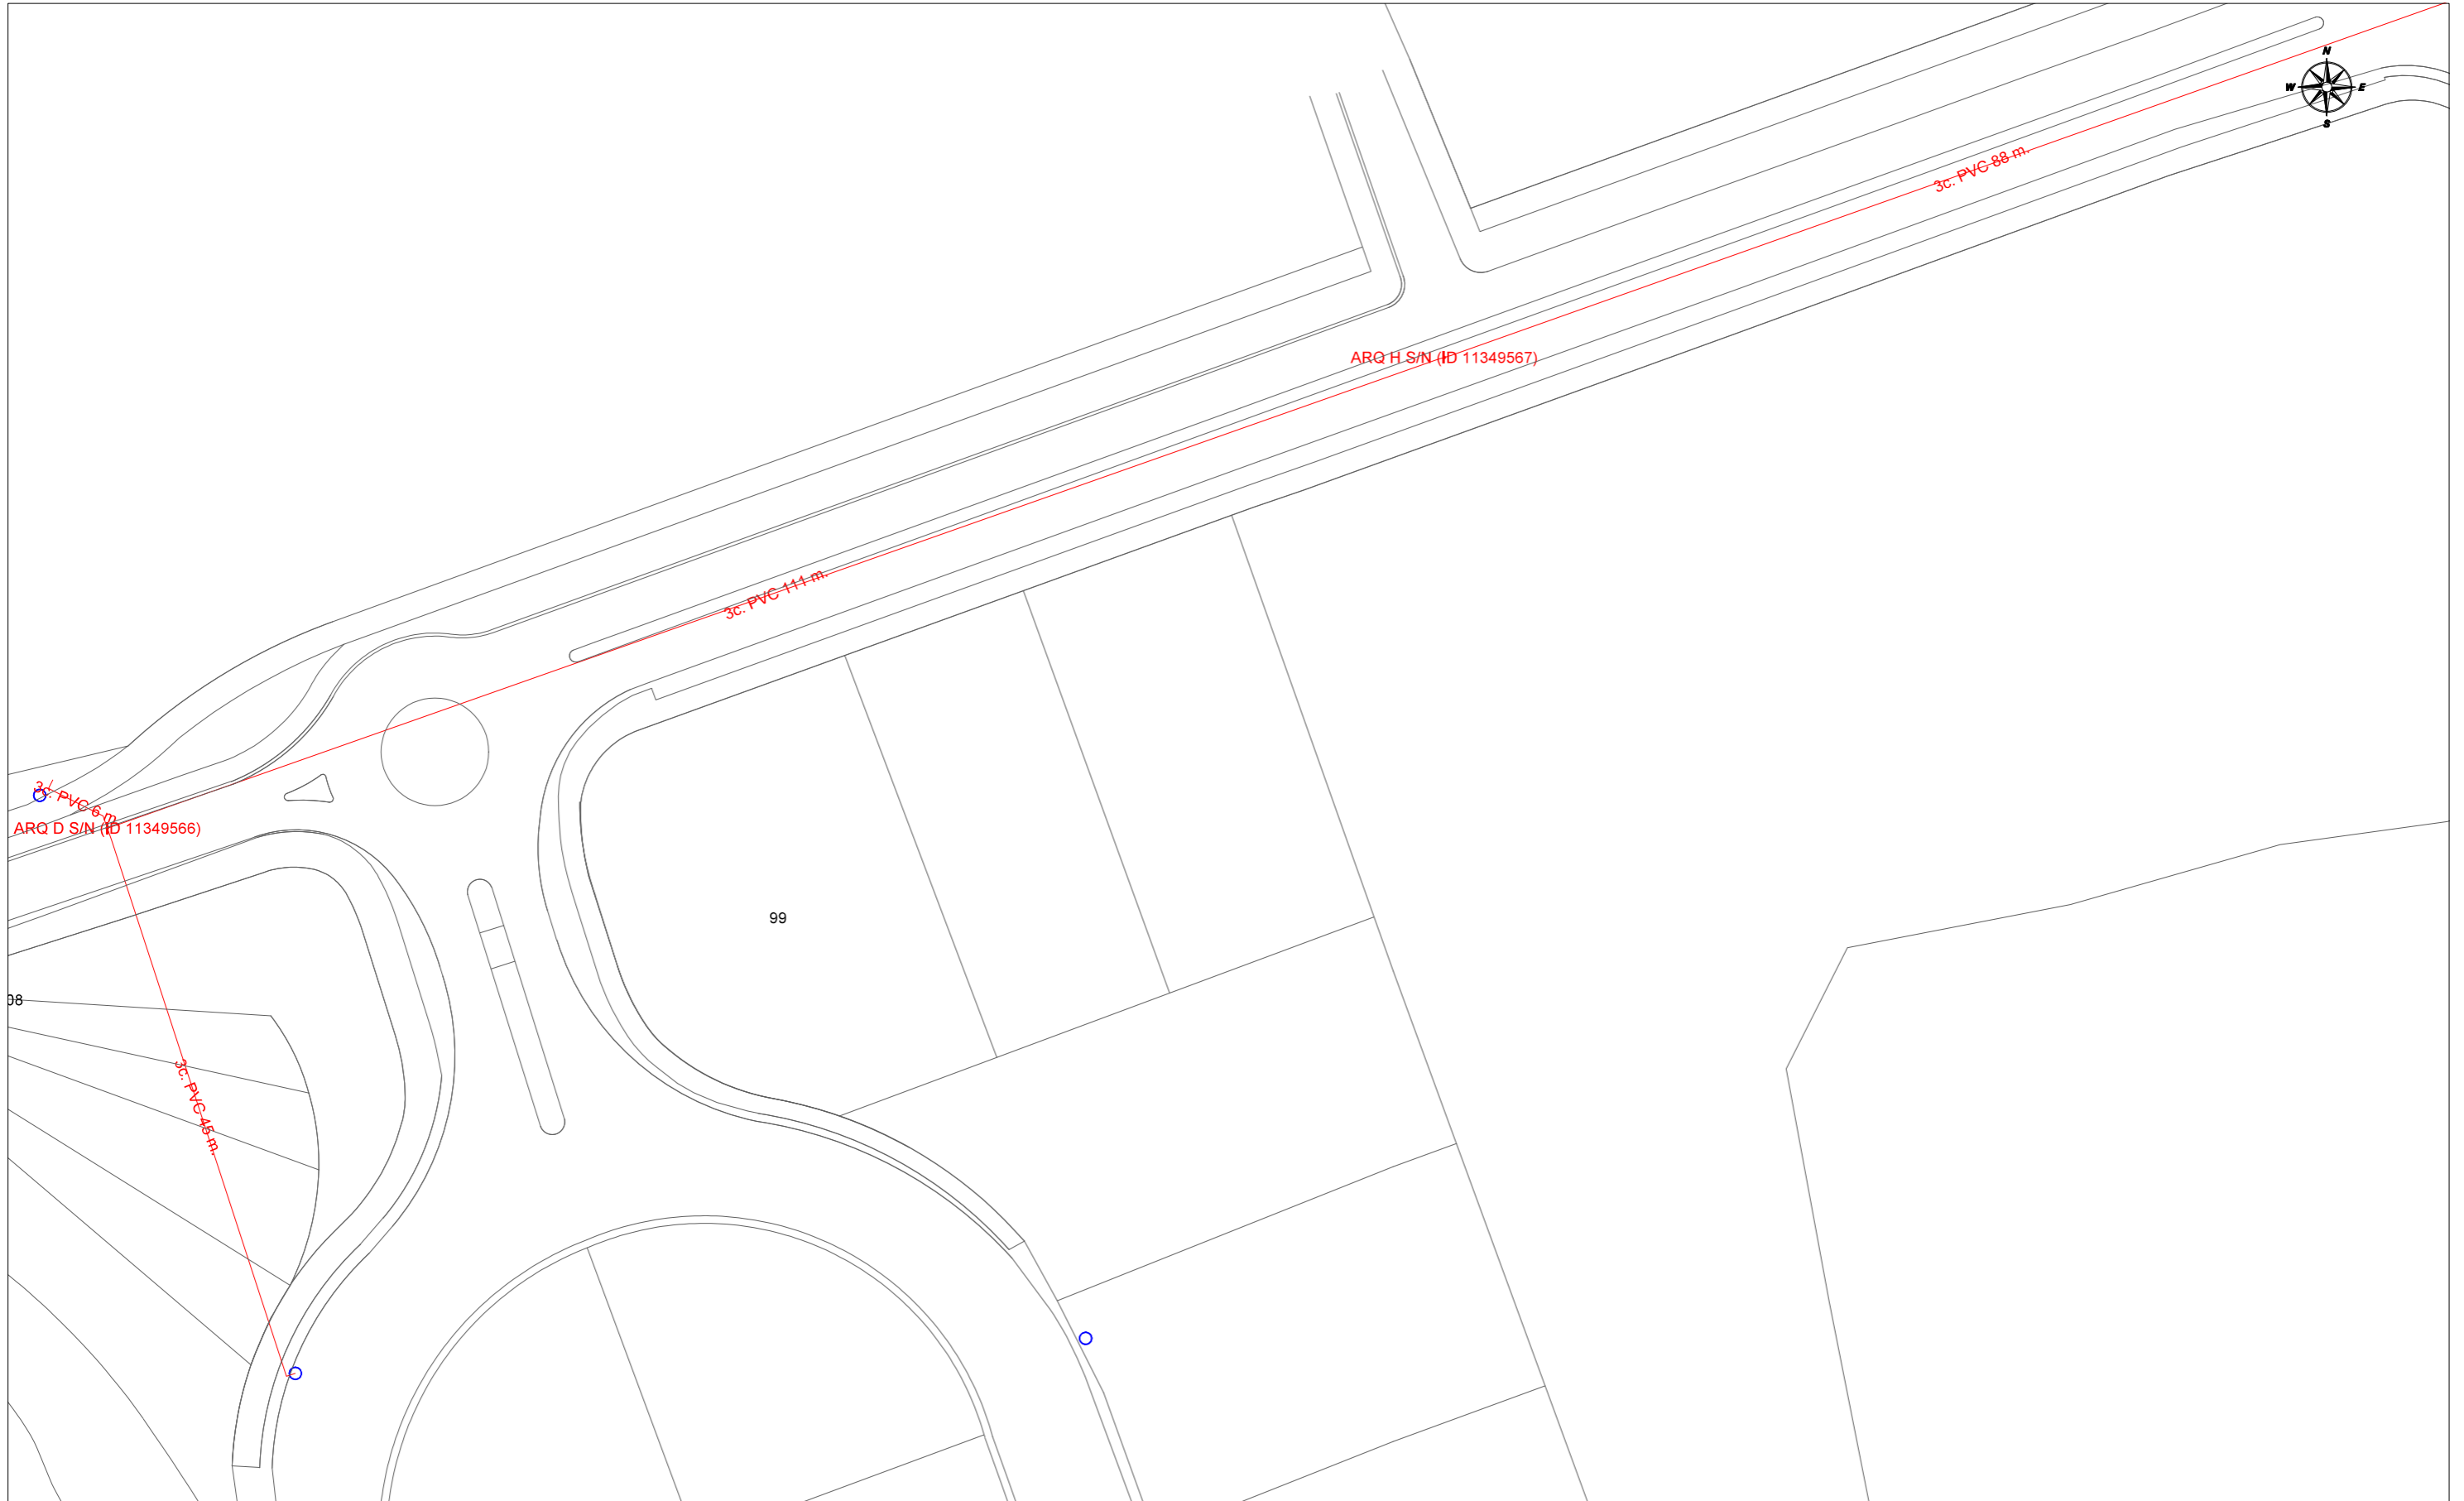 N
W E
S
3c. PVC 88 m.
ARQ H S/N (ID 11349567)
3c. PVC 111 m.
3c. PVC 6 m.
ARQ D S/N (ID 11349566)
99
08
3c. PVC 45 m.